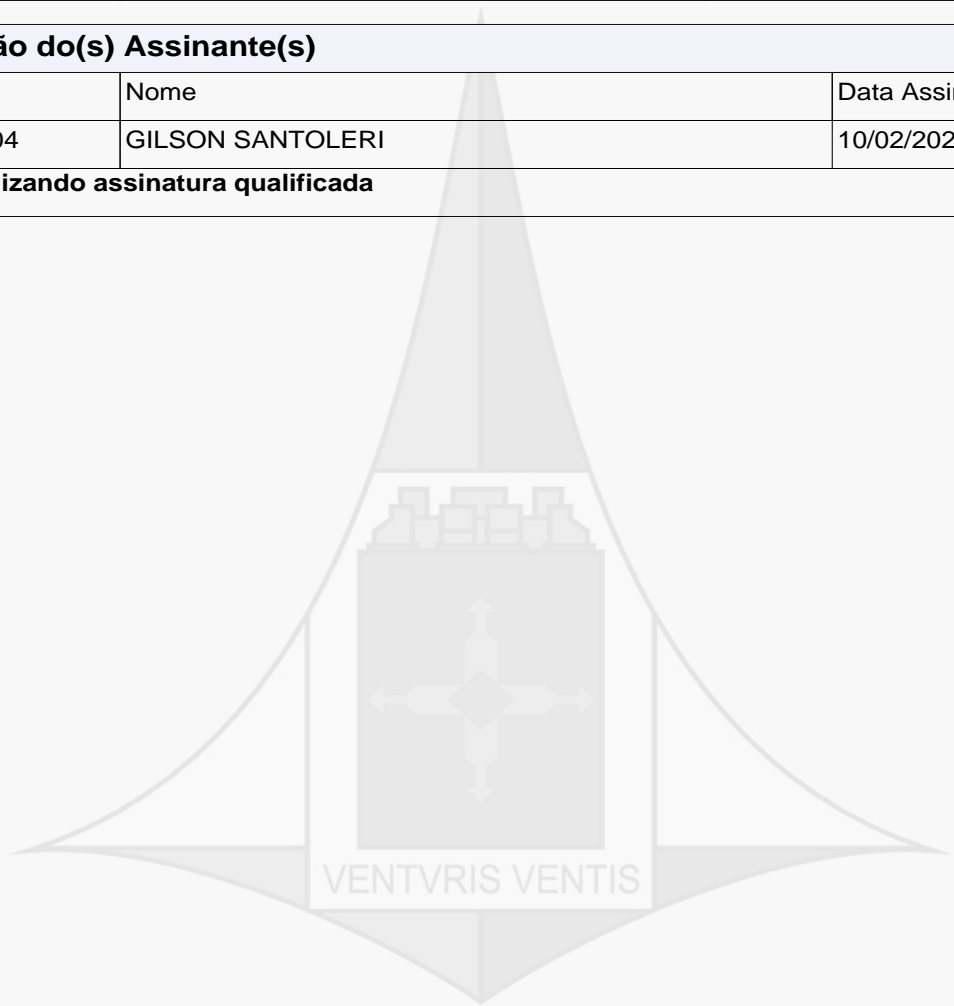 ão do(s) Assinante(s)
Nome Data Assi
04 GILSON SANTOLERI 10/02/202
izando assinatura qualificada
VENTVRIS VENTIS